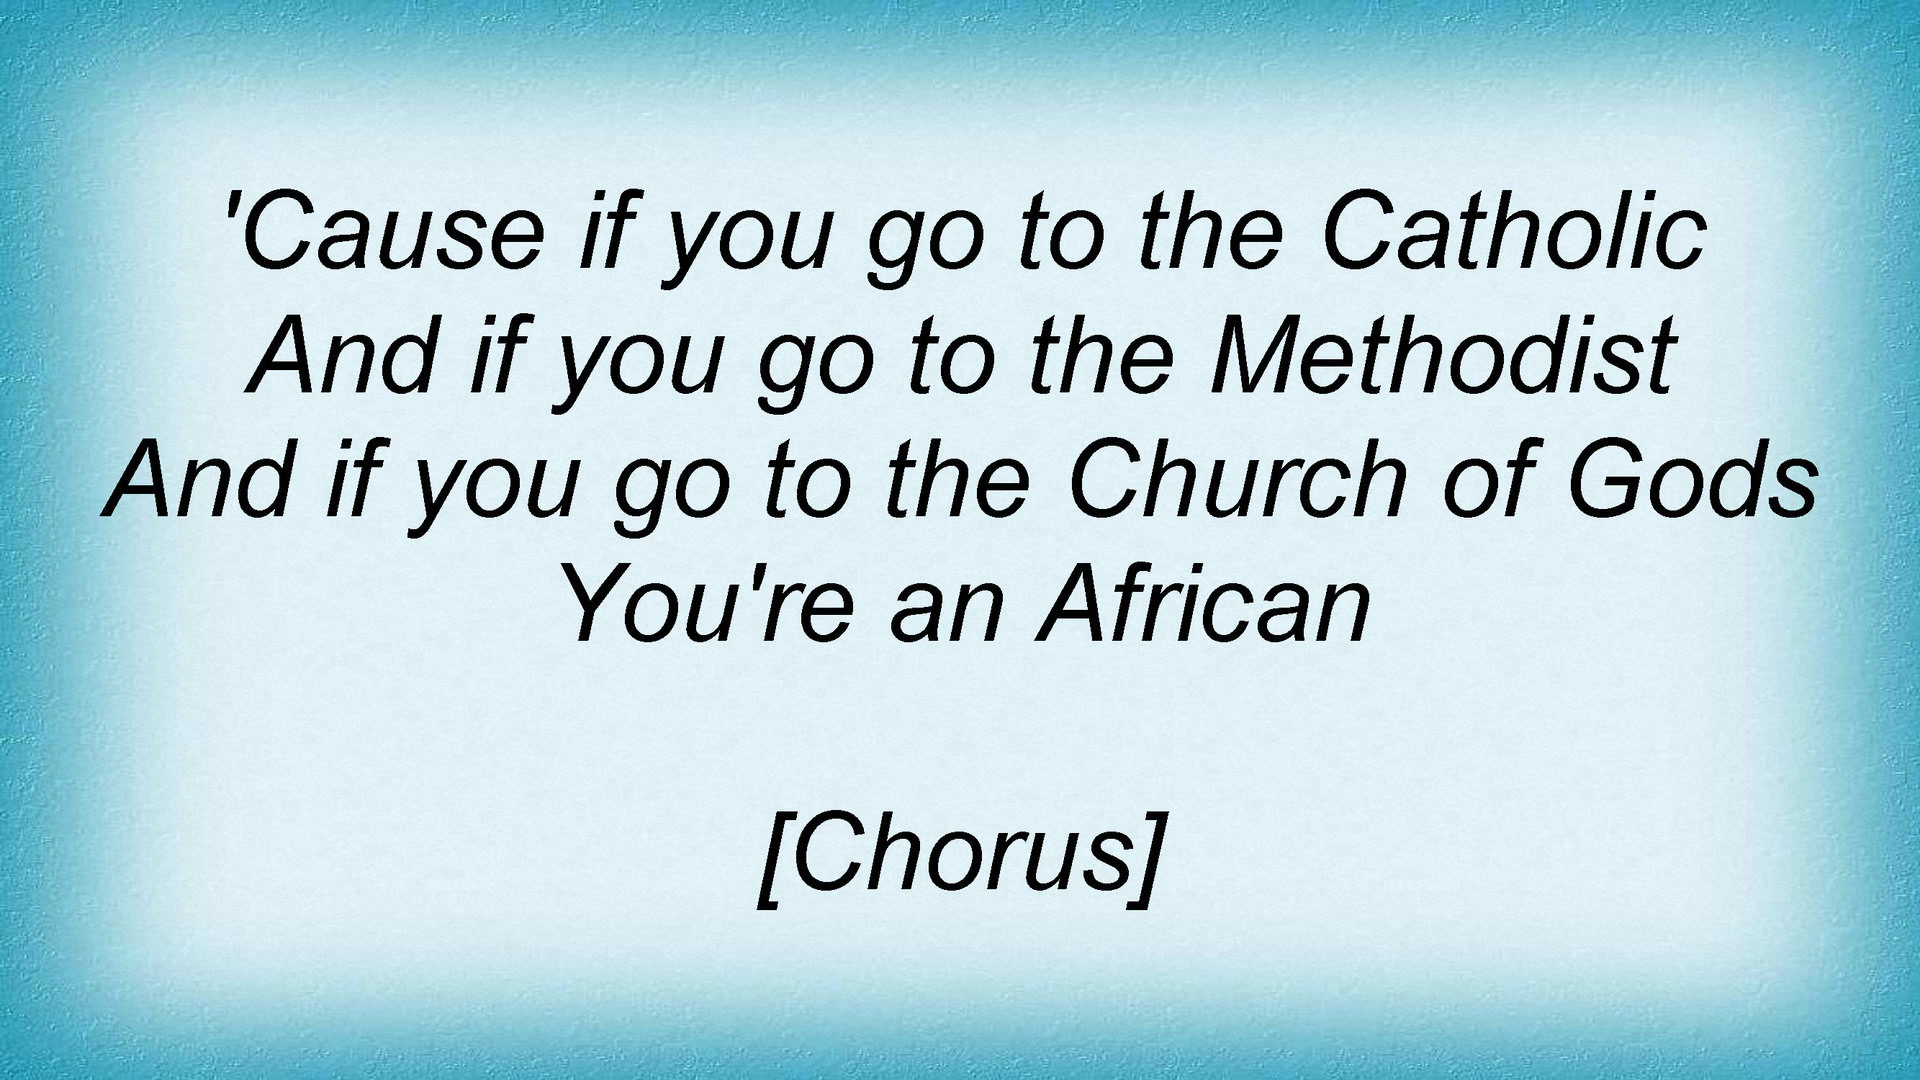 'Cause if you go to the Catholic
And if you go to the Methodist
And if you go to the Church of Gods
You're an African
[Chorus]